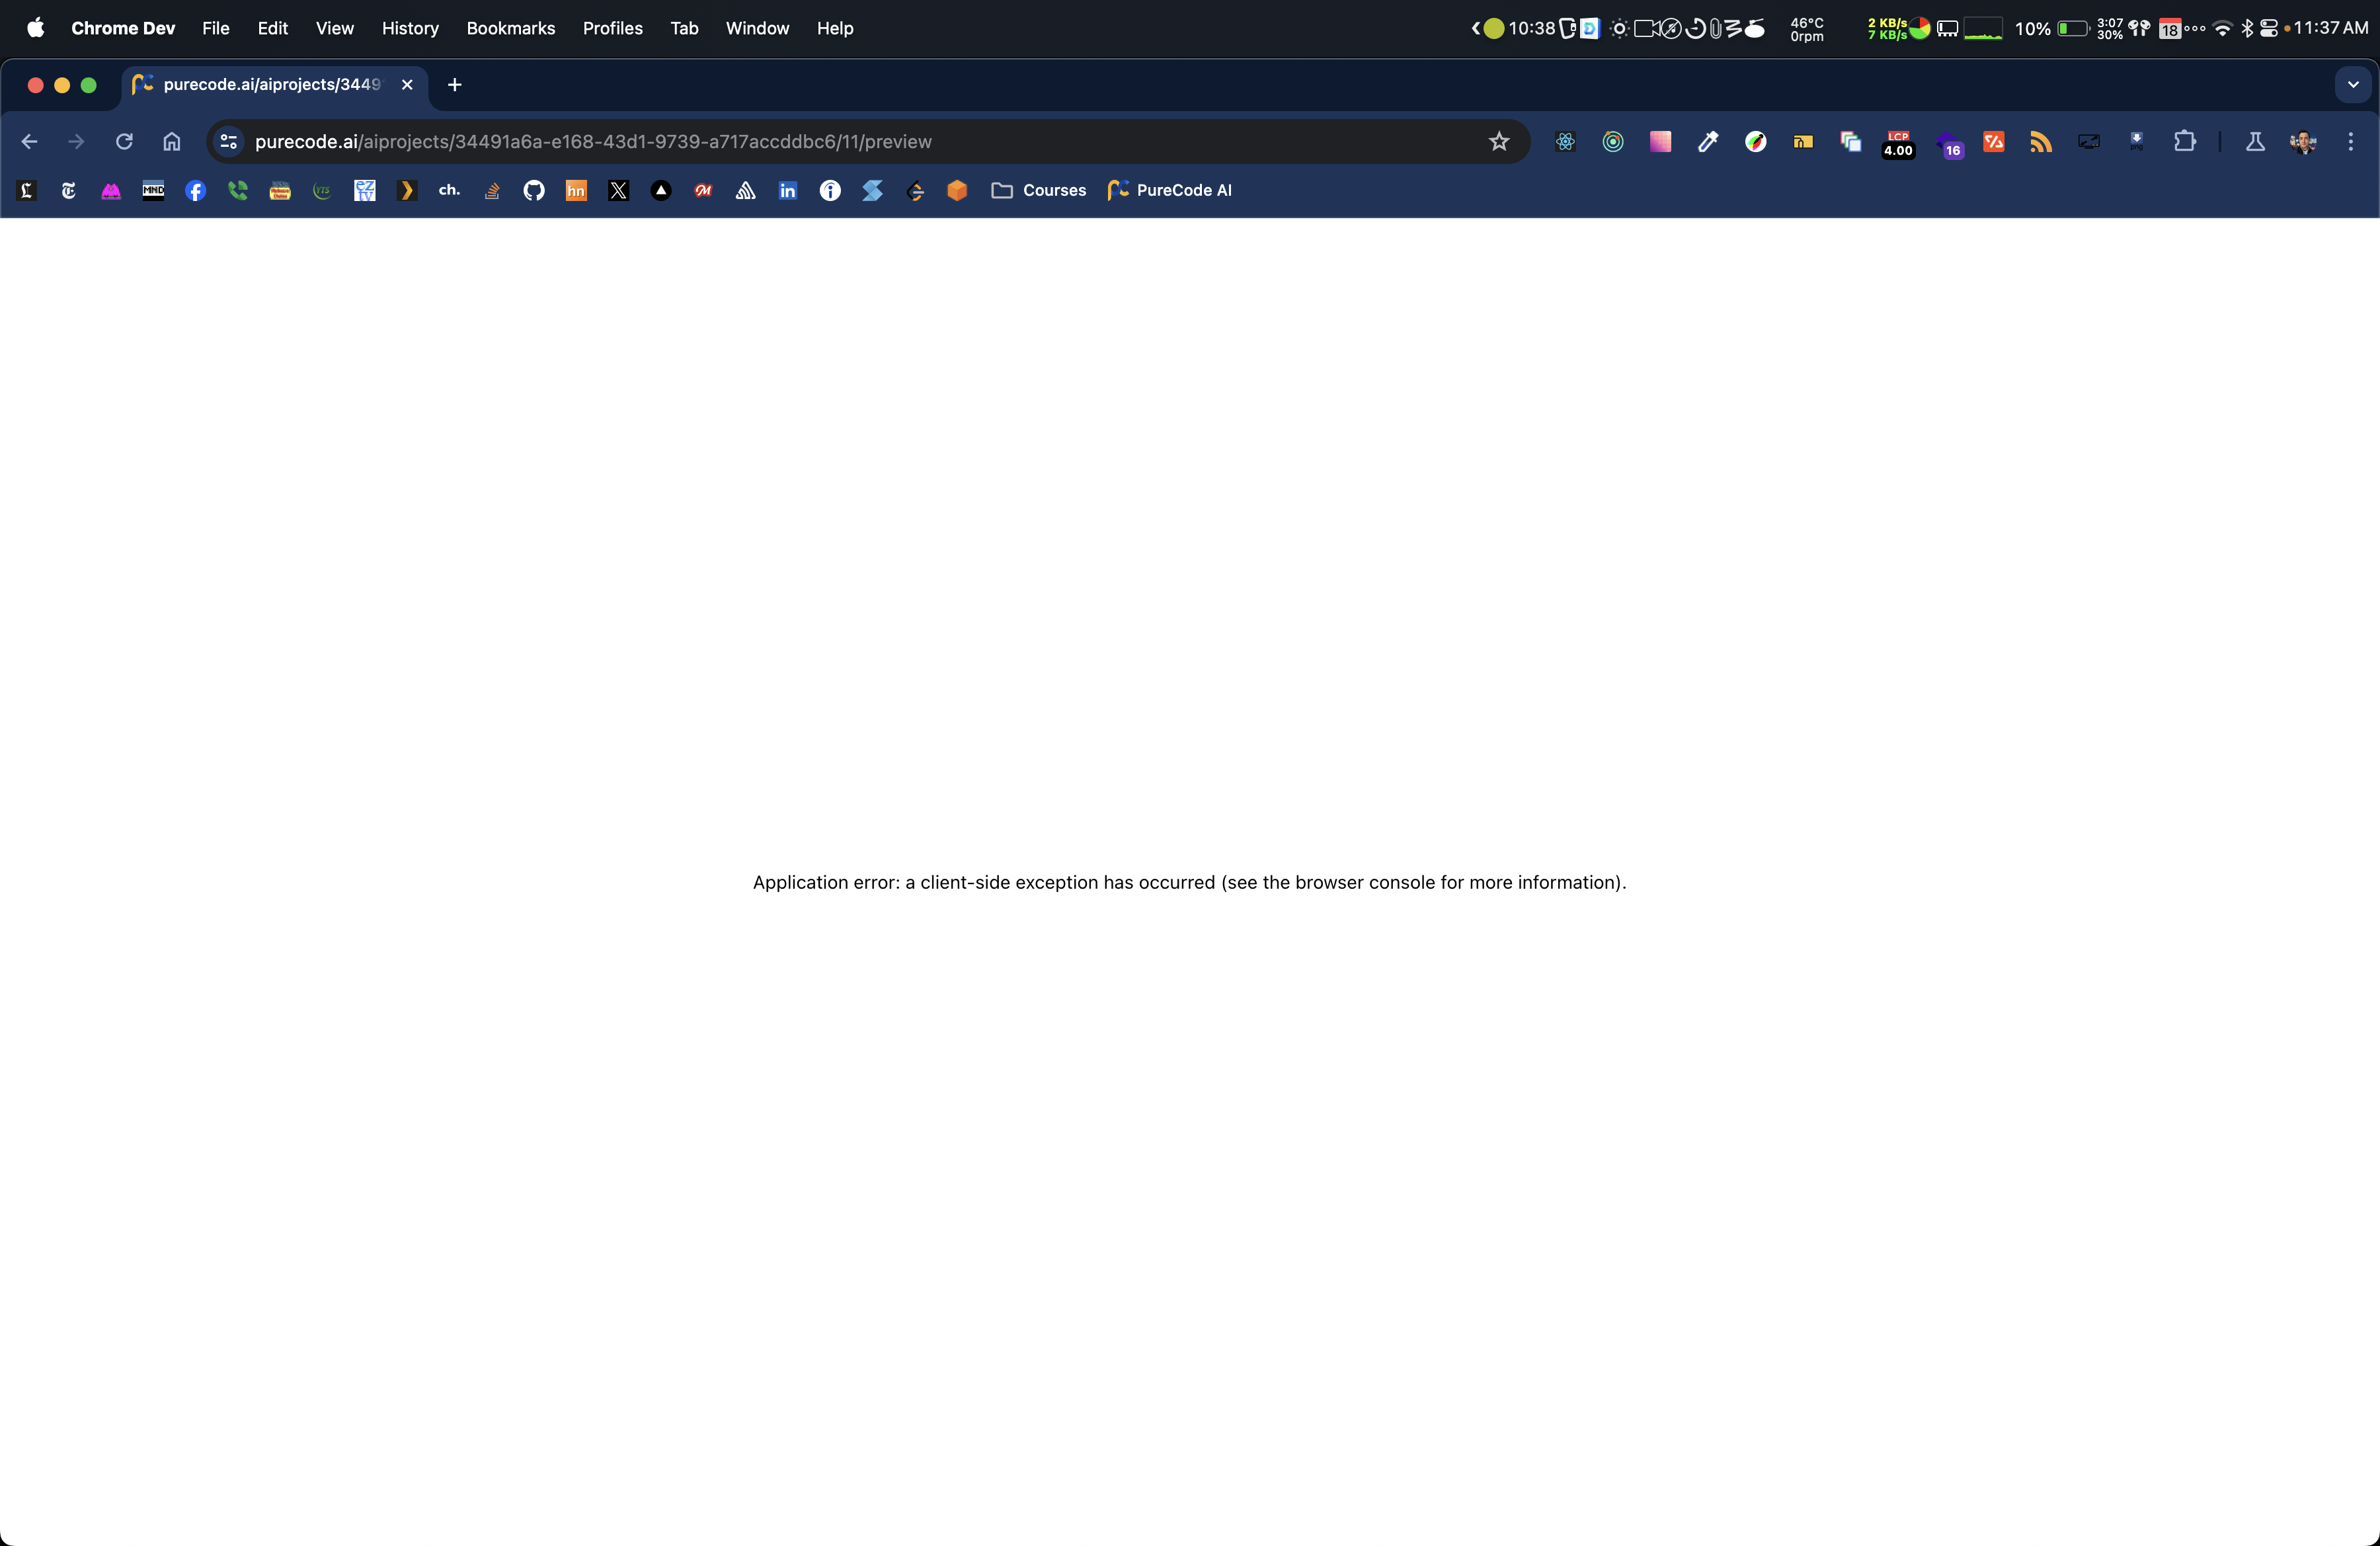 Chrome Dev File Edit View History Bookmarks Profiles Tab Window Help 10:38 46°C 0rpm 2 KB/s 7 KB/s 10% 3:07 30% 18 11:37 AM
purecode.ai/aiprojects/3449
purecode.ai/aiprojects/34491a6a-e168-43d1-9739-a717accddbc6/11/preview LCP 4.00 16
MND YTS ch. hn in Courses PureCode AI
Application error: a client-side exception has occurred (see the browser console for more information).